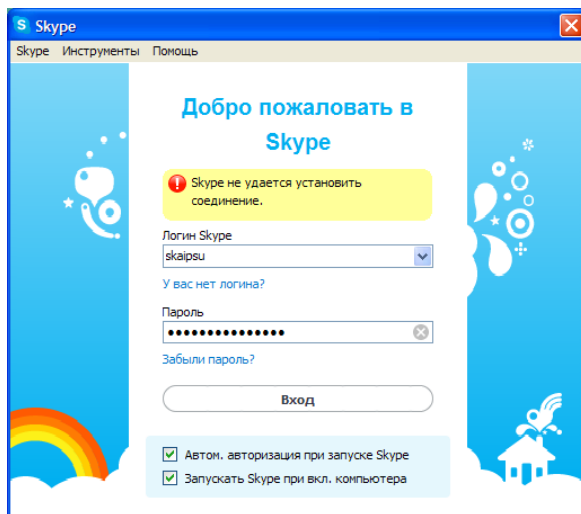 Skype
Skype Инструменты Помощь
Добро пожаловать в
Skype
Skype не удается установить
соединение.
Логин Skype
skaipsu
У вас нет логина?
Пароль
•••••••••••••••
Забыли пароль?
Вход
Автом. авторизация при запуске Skype
Запускать Skype при вкл. компьютера